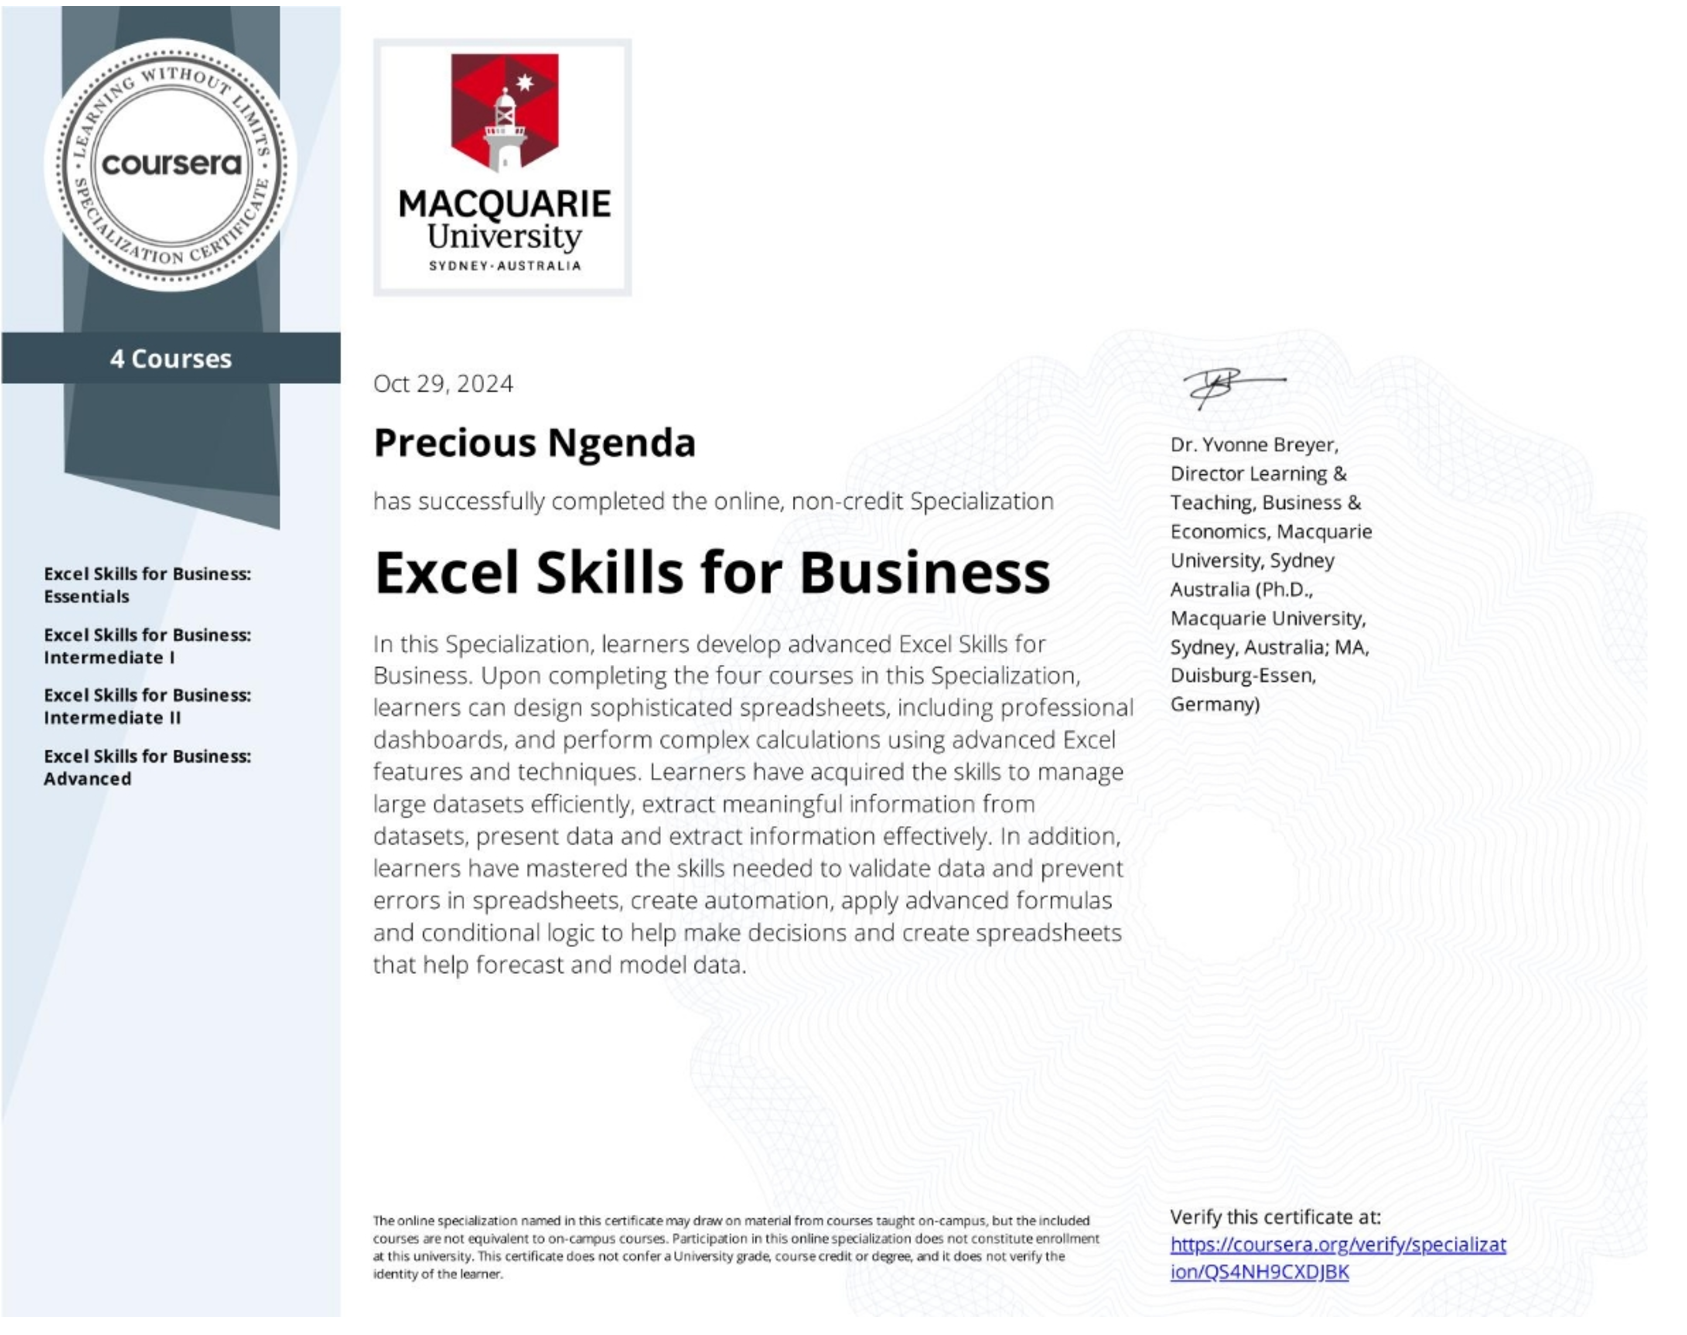 LEARNING WITHOUT LIMITS
coursera
SPECIALIZATION CERTIFICATE
4 Courses
Excel Skills for Business:
Essentials
Excel Skills for Business:
Intermediate I
Excel Skills for Business:
Intermediate II
Excel Skills for Business:
Advanced
MACQUARIE
University
SYDNEY·AUSTRALIA
Oct 29, 2024
Precious Ngenda
has successfully completed the online, non-credit Specialization
Excel Skills for Business
In this Specialization, learners develop advanced Excel Skills for
Business. Upon completing the four courses in this Specialization,
learners can design sophisticated spreadsheets, including professional
dashboards, and perform complex calculations using advanced Excel
features and techniques. Learners have acquired the skills to manage
large datasets efficiently, extract meaningful information from
datasets, present data and extract information effectively. In addition,
learners have mastered the skills needed to validate data and prevent
errors in spreadsheets, create automation, apply advanced formulas
and conditional logic to help make decisions and create spreadsheets
that help forecast and model data.
Dr. Yvonne Breyer,
Director Learning &
Teaching, Business &
Economics, Macquarie
University, Sydney
Australia (Ph.D.,
Macquarie University,
Sydney, Australia; MA,
Duisburg-Essen,
Germany)
The online specialization named in this certificate may draw on material from courses taught on-campus, but the included
courses are not equivalent to on-campus courses. Participation in this online specialization does not constitute enrollment
at this university. This certificate does not confer a University grade, course credit or degree, and it does not verify the
identity of the learner.
Verify this certificate at:
https://coursera.org/verify/specializat
ion/QS4NH9CXDJBK